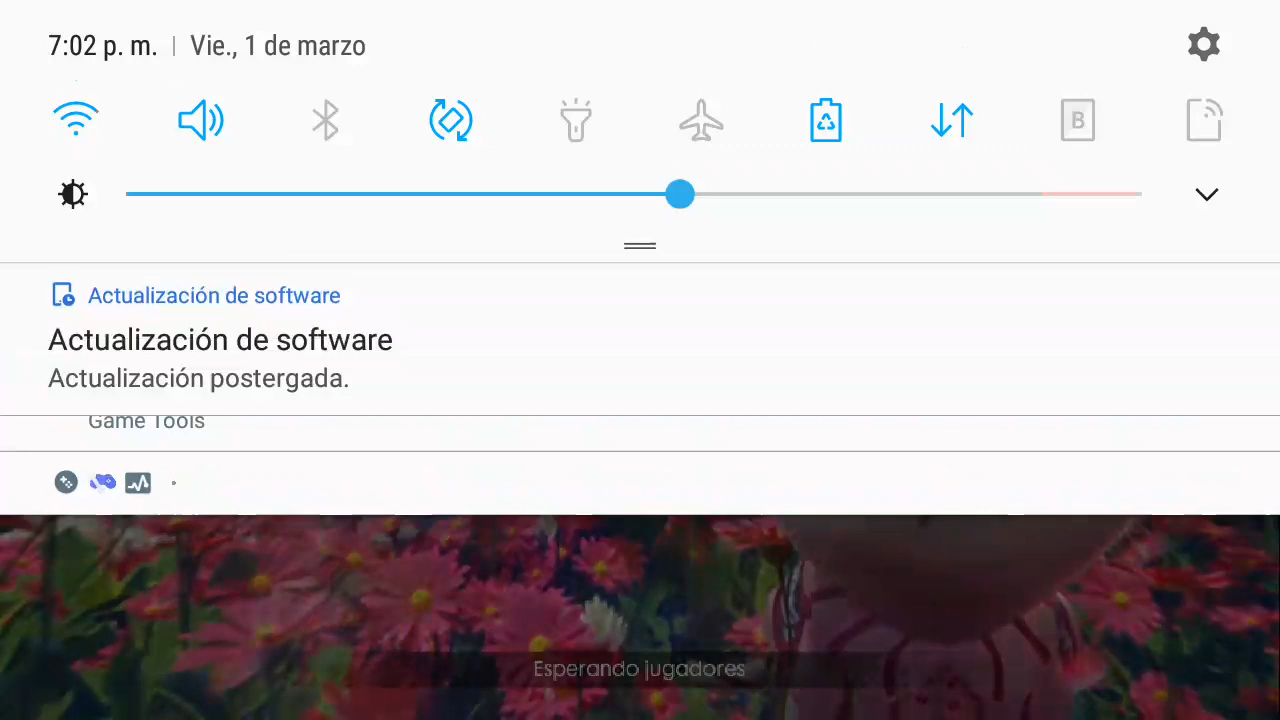 7:02 p. m. | Vie., 1 de marzo
B
Actualización de software
Actualización de software
Actualización postergada.
Game Tools
Esperando jugadores